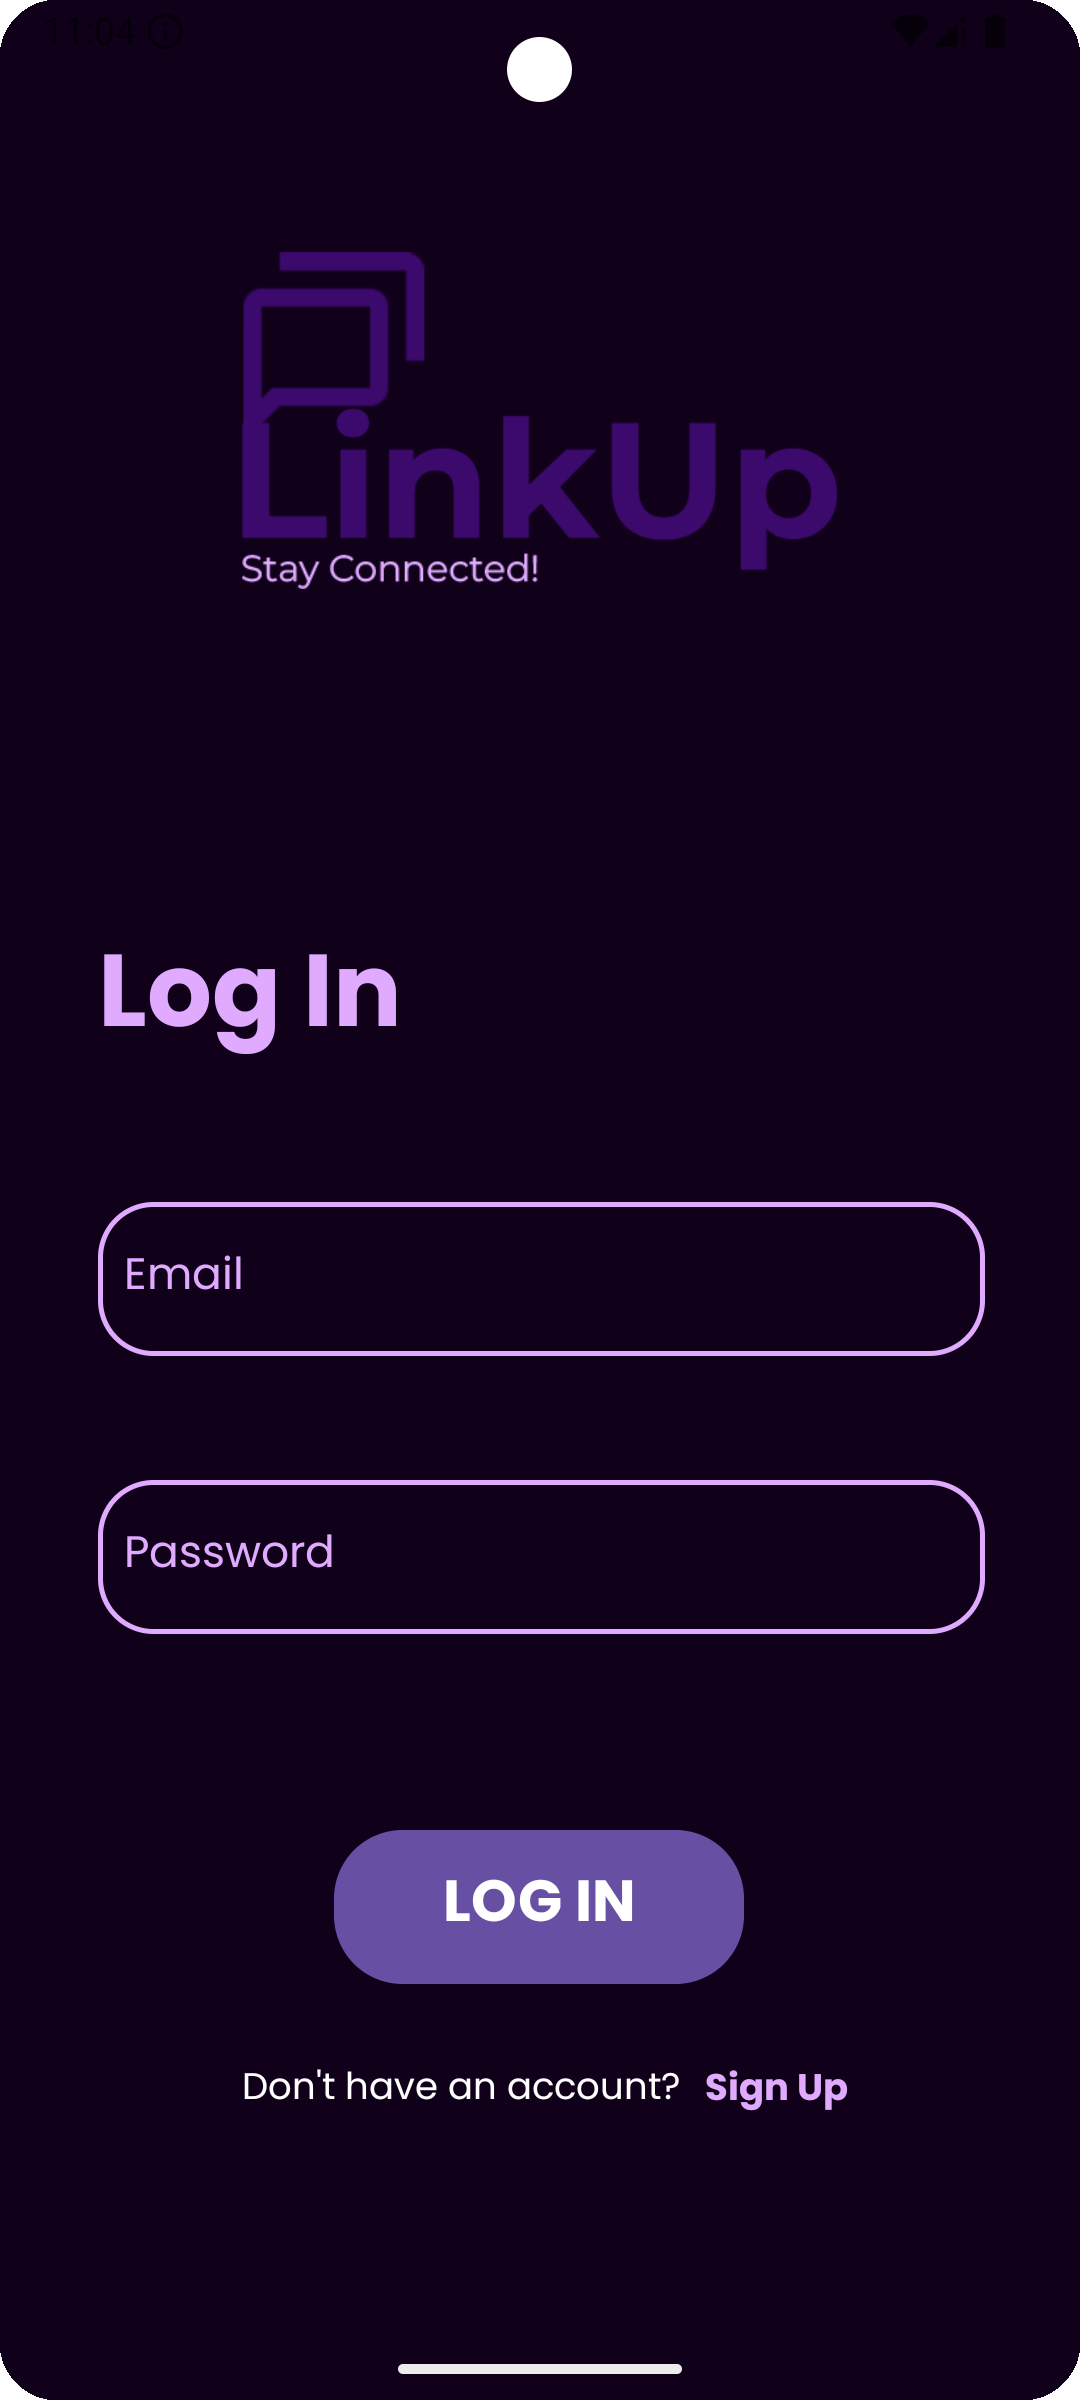 11:04
LinkUp
Stay Connected!
Log In
Email
Password
LOG IN
Don't have an account? Sign Up